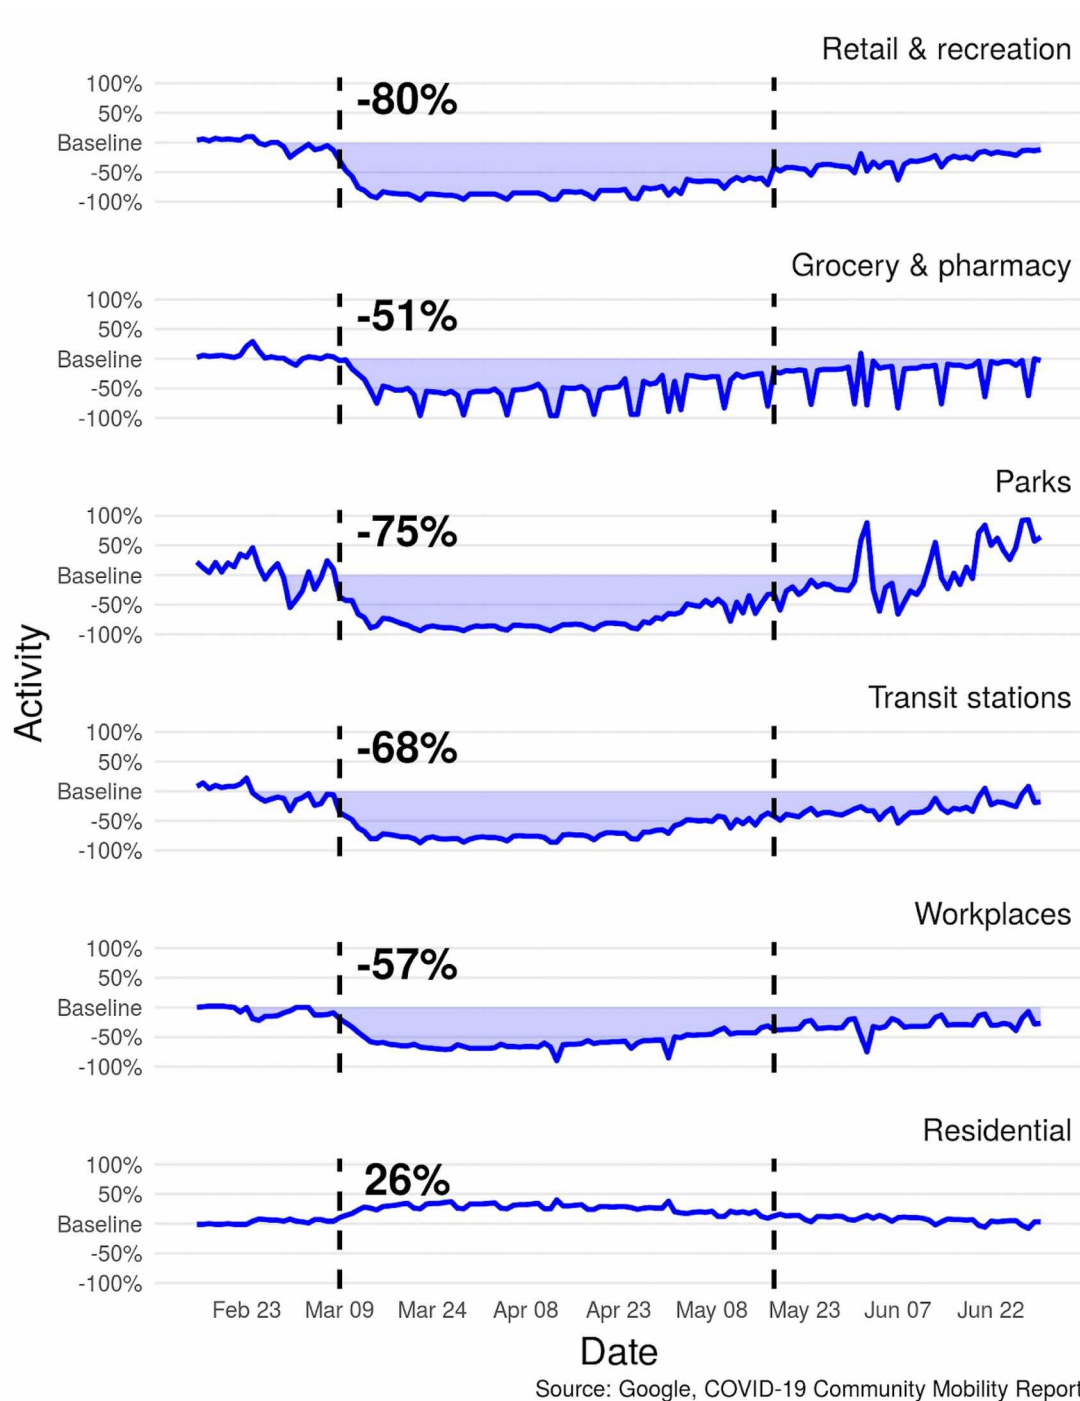 Retail & recreation
100%
50%
Baseline
-50%
-100%
-80%
Grocery & pharmacy
100%
50%
Baseline
-50%
-100%
-51%
Parks
100%
50%
Baseline
-50%
-100%
-75%
Activity
Transit stations
100%
50%
Baseline
-50%
-100%
-68%
Workplaces
100%
50%
Baseline
-50%
-100%
-57%
Residential
100%
50%
Baseline
-50%
-100%
26%
Feb 23 Mar 09 Mar 24 Apr 08 Apr 23 May 08 May 23 Jun 07 Jun 22
Date
Source: Google, COVID-19 Community Mobility Report